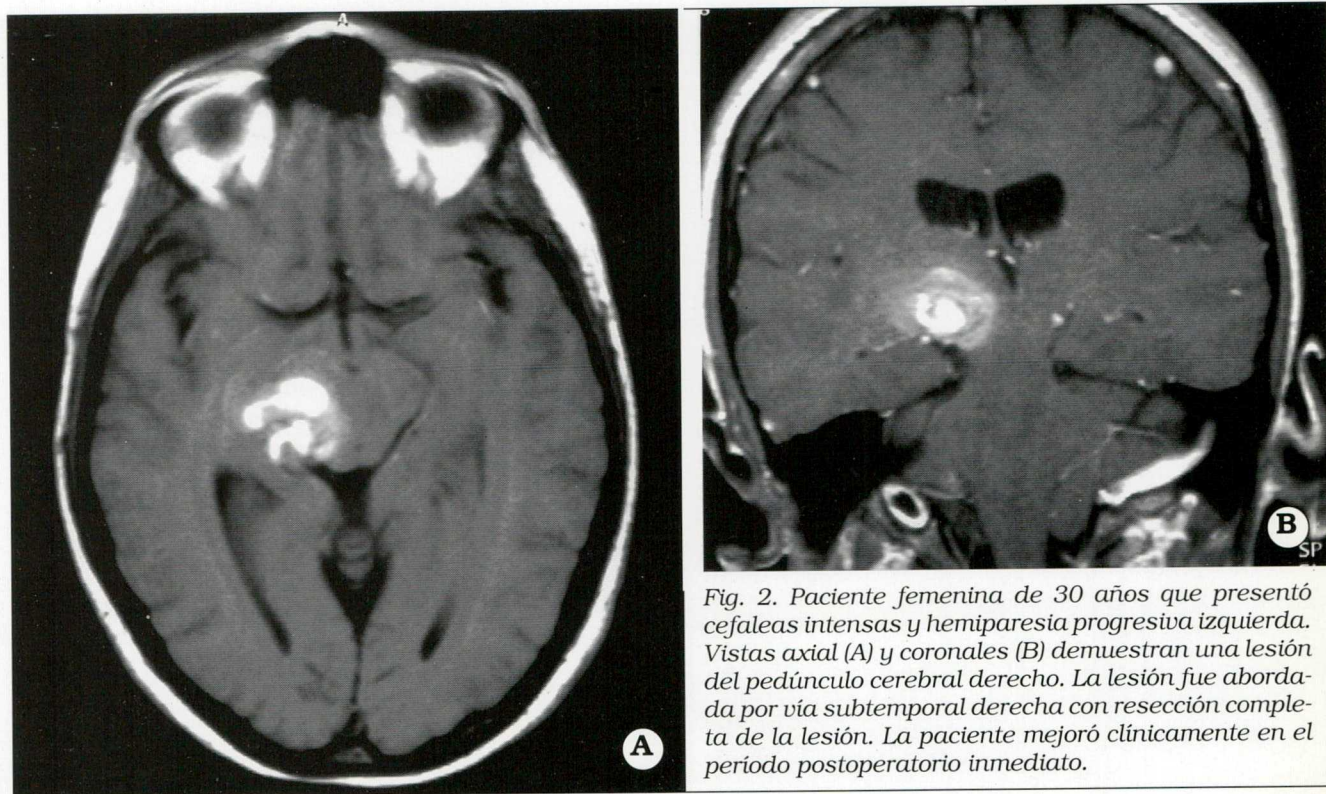 A
A
B
SP
Fig. 2. Paciente femenina de 30 años que presentó
cefaleas intensas y hemiparesia progresiva izquierda.
Vistas axial (A) y coronales (B) demuestran una lesión
del pedúnculo cerebral derecho. La lesión fue aborda-
da por vía subtemporal derecha con resección comple-
ta de la lesión. La paciente mejoró clínicamente en el
período postoperatorio inmediato.